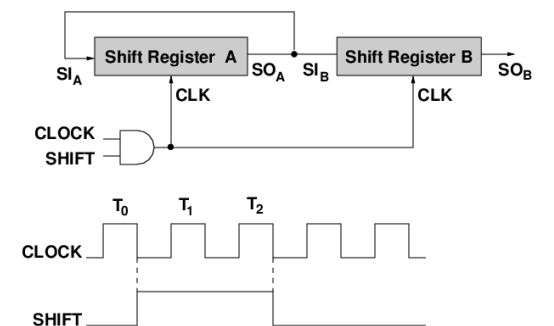 Shift Register A
Shift Register B
SI_A
SO_A
SI_B
SO_B
CLK
CLK
CLOCK
SHIFT
T_0
T_1
T_2
CLOCK
SHIFT